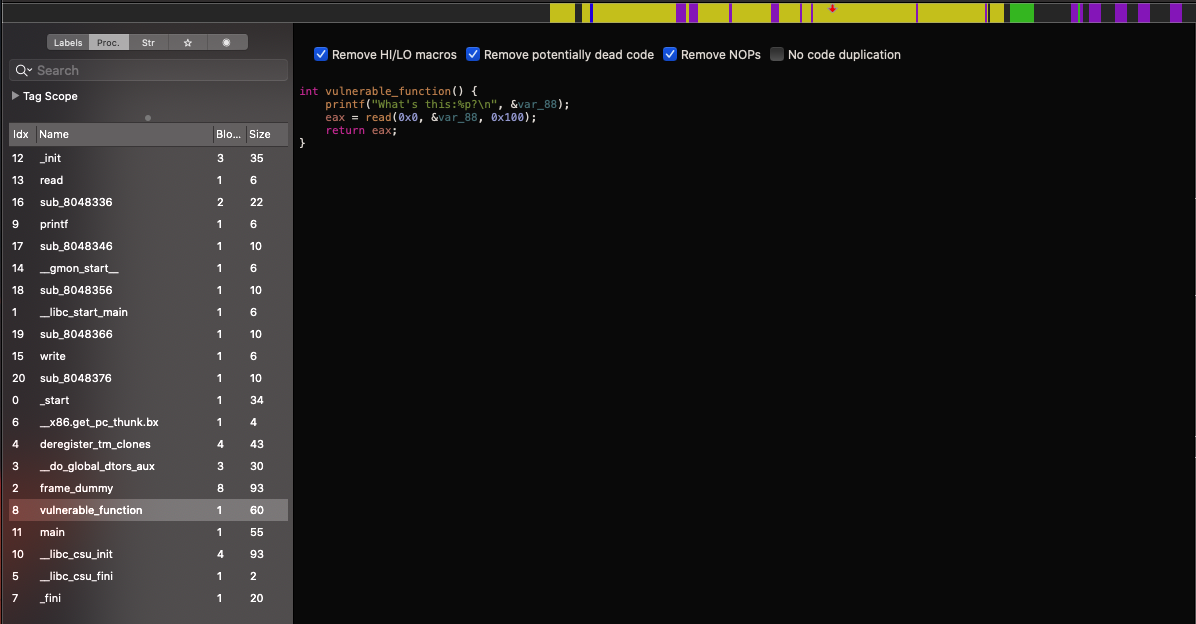 Labels Proc. Str
Search
Tag Scope
Idx Name Blo... Size
12 _init 3 35
13 read 1 6
16 sub_8048336 2 22
9 printf 1 6
17 sub_8048346 1 10
14 __gmon_start__ 1 6
18 sub_8048356 1 10
1 __libc_start_main 1 6
19 sub_8048366 1 10
15 write 1 6
20 sub_8048376 1 10
0 _start 1 34
6 __x86.get_pc_thunk.bx 1 4
4 deregister_tm_clones 4 43
3 __do_global_dtors_aux 3 30
2 frame_dummy 8 93
8 vulnerable_function 1 60
11 main 1 55
10 __libc_csu_init 4 93
5 __libc_csu_fini 1 2
7 _fini 1 20
Remove HI/LO macros Remove potentially dead code Remove NOPs No code duplication
int vulnerable_function() {
    printf("What's this:%p?\n", &var_88);
    eax = read(0x0, &var_88, 0x100);
    return eax;
}